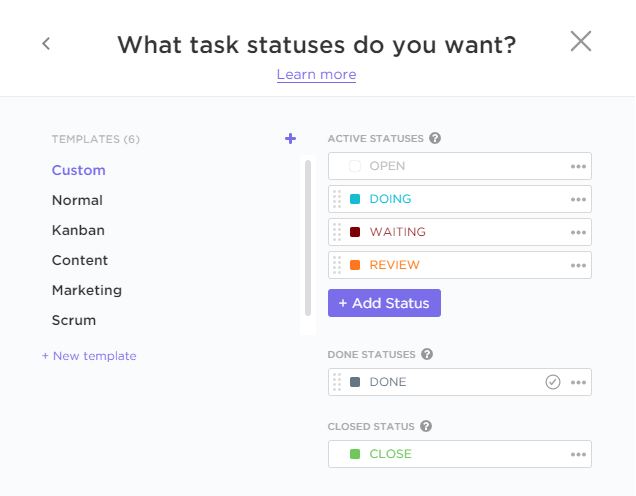 What task statuses do you want?
Learn more
TEMPLATES (6)
Custom
Normal
Kanban
Content
Marketing
Scrum
+ New template
ACTIVE STATUSES
OPEN
DOING
WAITING
REVIEW
+ Add Status
DONE STATUSES
DONE
CLOSED STATUS
CLOSE